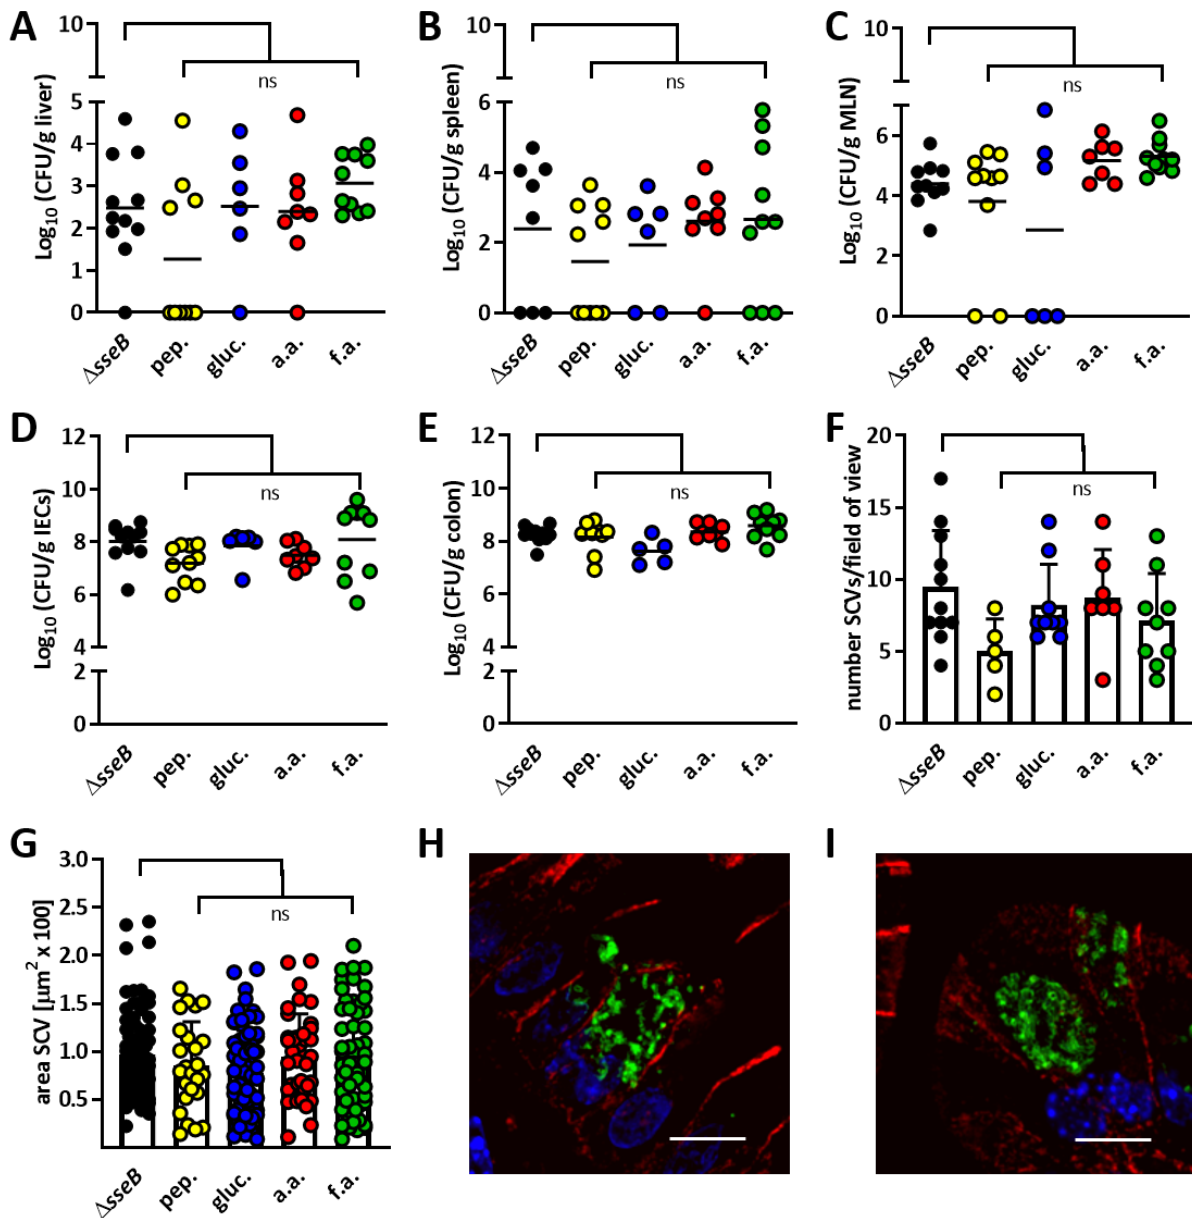 A
Log10 (CFU/g liver)
10
5
4
3
2
1
0
ns
ΔsseB
pep.
gluc.
a.a.
f.a.
B
Log10 (CFU/g spleen)
10
6
4
2
0
ns
ΔsseB
pep.
gluc.
a.a.
f.a.
C
Log10 (CFU/g MLN)
10
6
4
2
0
ns
ΔsseB
pep.
gluc.
a.a.
f.a.
D
Log10 (CFU/g IECs)
12
10
8
6
4
2
0
ns
ΔsseB
pep.
gluc.
a.a.
f.a.
E
Log10 (CFU/g colon)
12
10
8
6
4
2
0
ns
ΔsseB
pep.
gluc.
a.a.
f.a.
F
number SCVs/field of view
20
15
10
5
0
ns
ΔsseB
pep.
gluc.
a.a.
f.a.
G
area SCV [µm² x 100]
3.0
2.5
2.0
1.5
1.0
0.5
ns
ΔsseB
pep.
gluc.
a.a.
f.a.
H
I